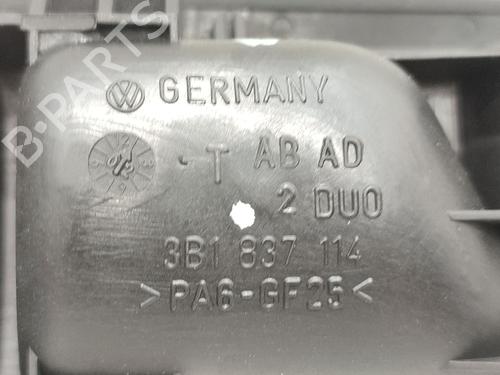 B-PARTS
GERMANY
T AB AD
2 DUO
3B1 837 114
>PA6-GF25<